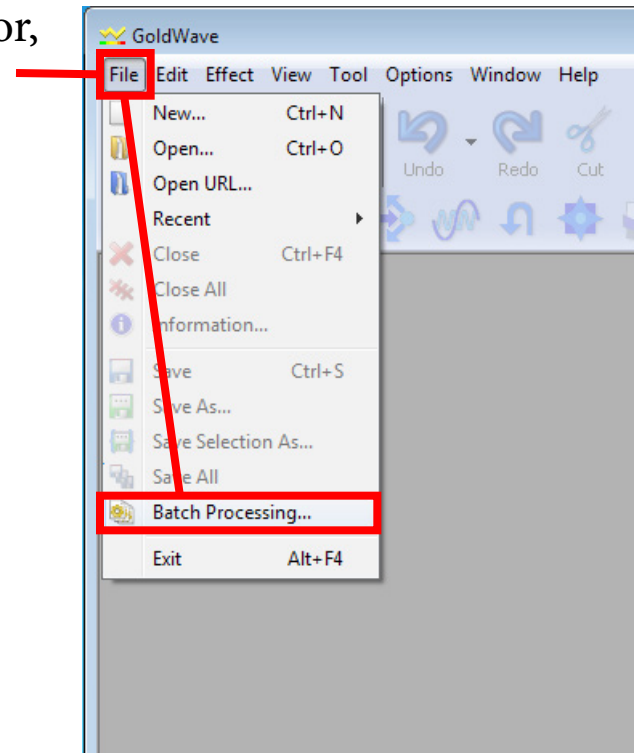 or,
GoldWave
File Edit Effect View Tool Options Window Help
New... Ctrl+N
Open... Ctrl+O
Open URL...
Recent
Close Ctrl+F4
Close All
Information...
Save Ctrl+S
Save As...
Save Selection As...
Save All
Batch Processing...
Exit Alt+F4
Undo Redo Cut